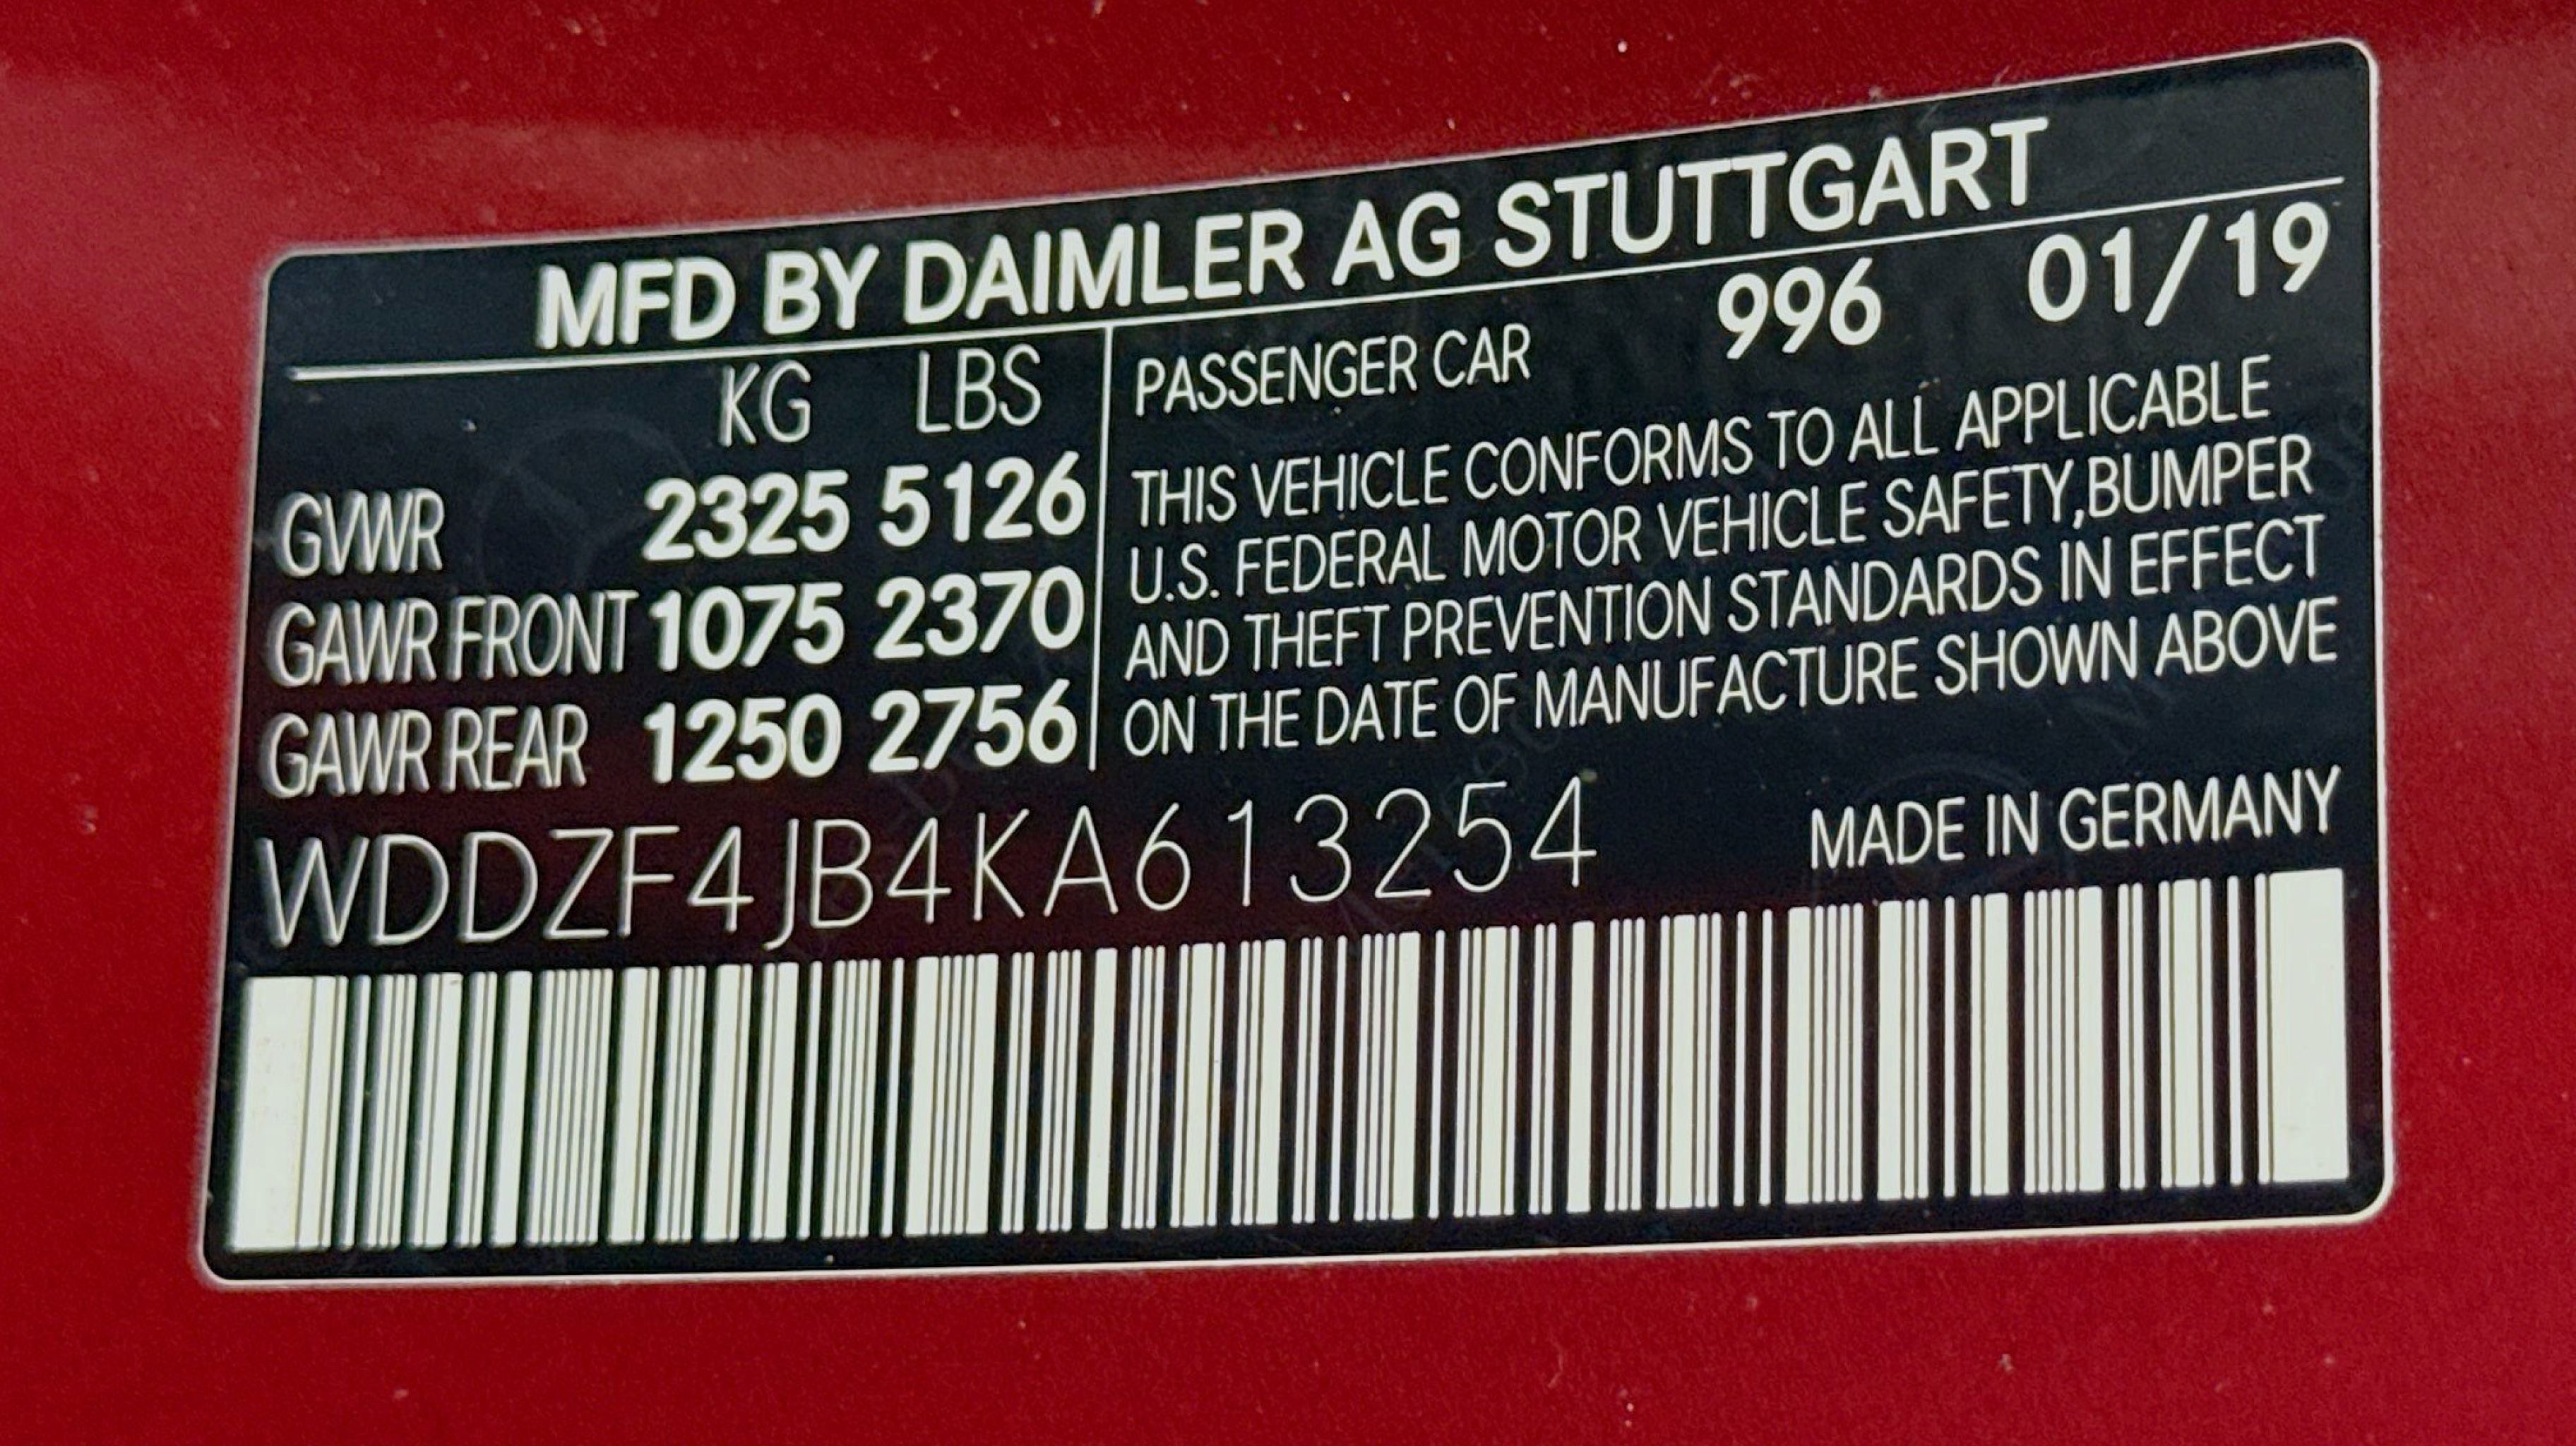 MFD BY DAIMLER AG STUTTGART
KG LBS
GVWR 2325 5126
GAWR FRONT 1075 2370
GAWR REAR 1250 2756
PASSENGER CAR 996 01/19
THIS VEHICLE CONFORMS TO ALL APPLICABLE
U.S. FEDERAL MOTOR VEHICLE SAFETY,BUMPER
AND THEFT PREVENTION STANDARDS IN EFFECT
ON THE DATE OF MANUFACTURE SHOWN ABOVE
WDDZF4JB4KA613254
MADE IN GERMANY